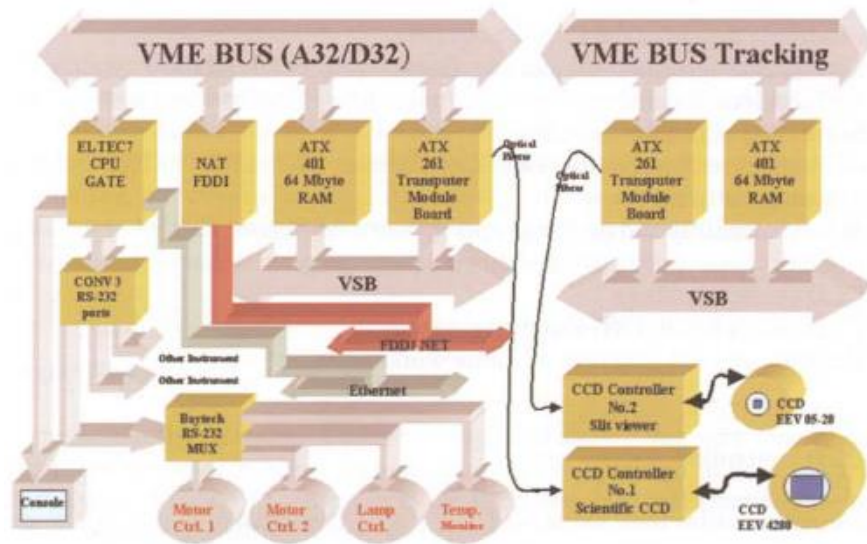 VME BUS (A32/D32)
VME BUS Tracking
ELTEC7
CPU
GATE
NAT
FDDI
ATX
401
64 Mbyte
RAM
ATX
261
Transputer
Module
Board
Optical
Fibres
Optical
Fibres
ATX
261
Transputer
Module
Board
ATX
401
64 Mbyte
RAM
VSB
VSB
CONV 3
RS-232
ports
Other Instrument
Other Instrument
FDDI NET
Ethernet
Baytech
RS-232
MUX
CCD Controller
No.2
Slit viewer
CCD
EEV 05-20
CCD Controller
No.1
Scientific CCD
CCD
EEV 4280
Console
Motor
Ctrl. 1
Motor
Ctrl. 2
Lamp
Ctrl.
Temp.
Monitor